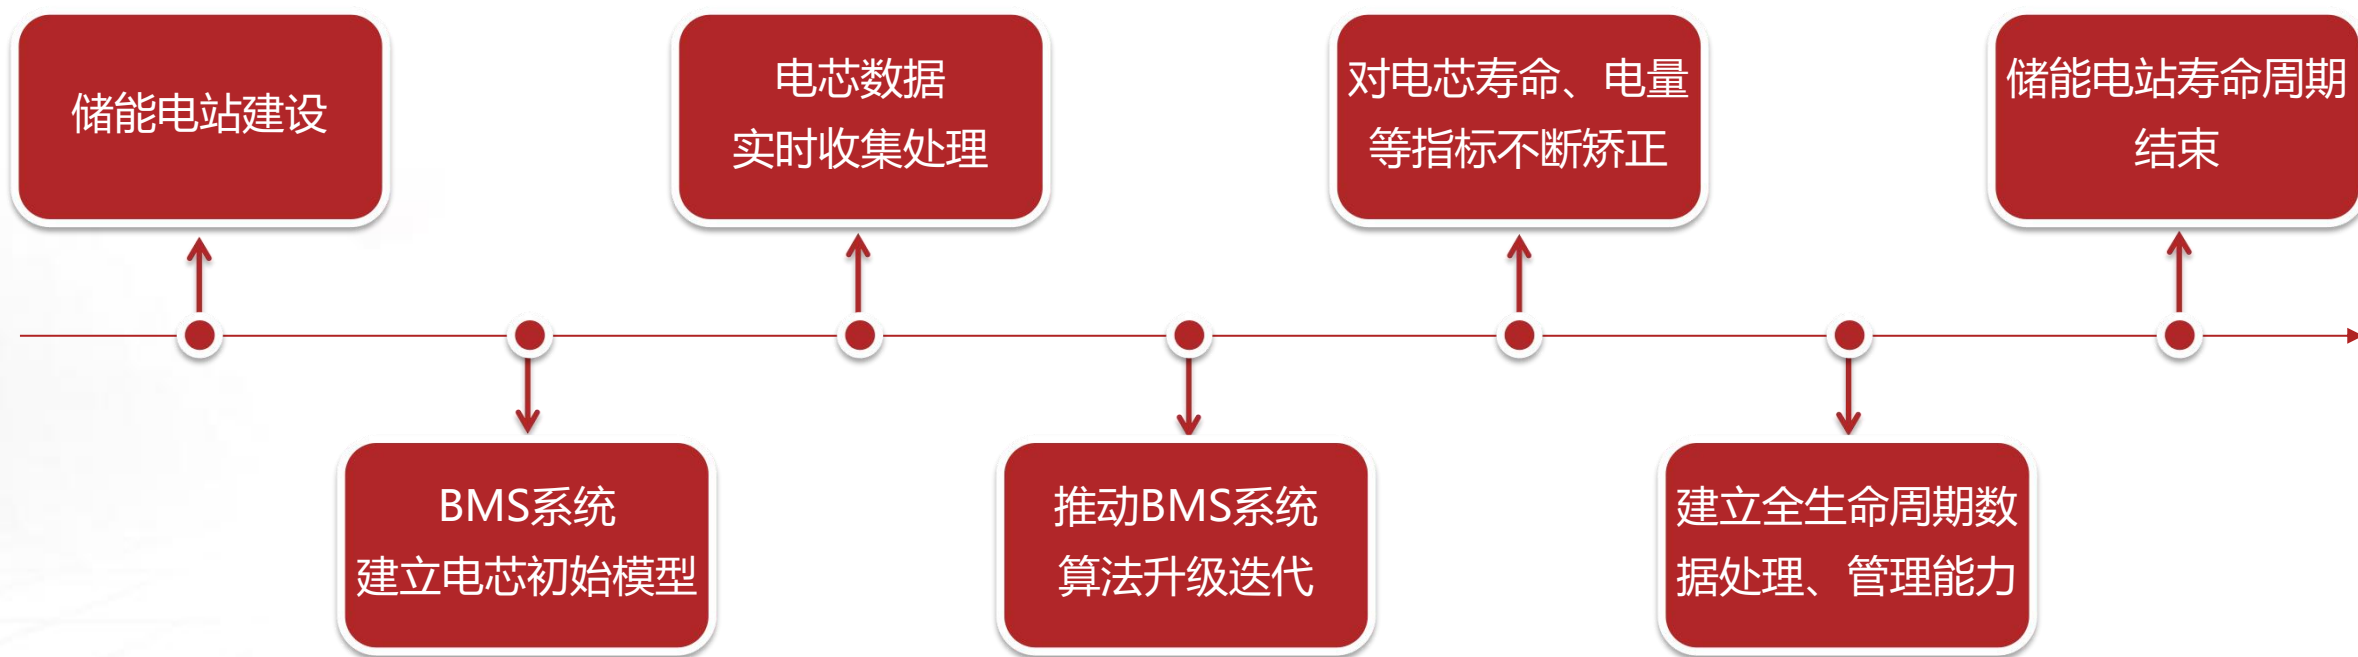 储能电站建设
BMS系统
建立电芯初始模型
电芯数据
实时收集处理
推动BMS系统
算法升级迭代
对电芯寿命、电量
等指标不断矫正
建立全生命周期数
据处理、管理能力
储能电站寿命周期
结束